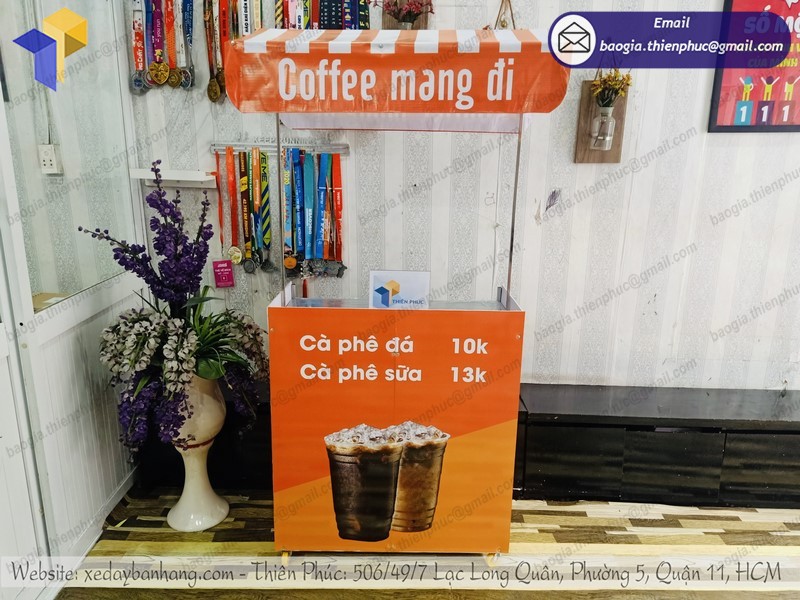 Email
baogia.thienphuc@gmail.com
Coffee mang đi
THIÊN PHÚC
Cà phê đá 10k
Cà phê sữa 13k
Website: xedaybanhang.com - Thiên Phúc: 506/49/7 Lạc Long Quân, Phường 5, Quận 11, HCM